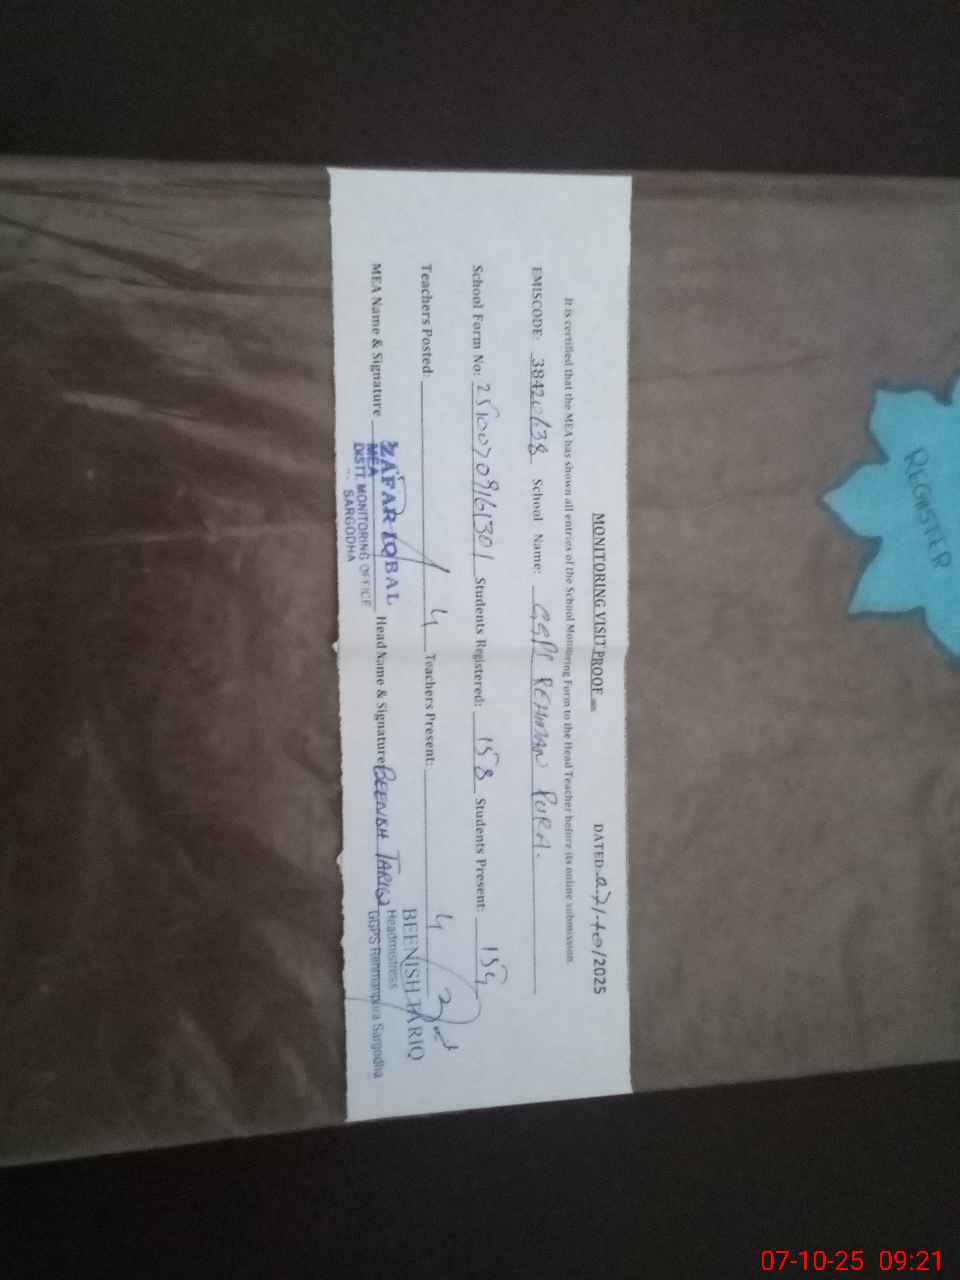 MONITORING VISIT PROOF
DATED: 07/10/2025
It is certified that the MEA has shown all entries of the School Monitoring Form to the Head Teacher before its online submission.
EMISCODE: 38420138 School Name: GGPS REHMAN PURA.
School Form No: 25100709161301 Students Registered: 158 Students Present:
Teachers Posted: 4 Teachers Present: 4
MEA Name & Signature Head Name & Signature BEENISH TARIQ
ZAFAR IQBAL
MEA
DISTT. MONITORING OFFICE
SARGODHA
BEENISH TARIQ
Headmistress
GGPS Rehmanpura Sargodha
REGISTER
07-10-25 09:21